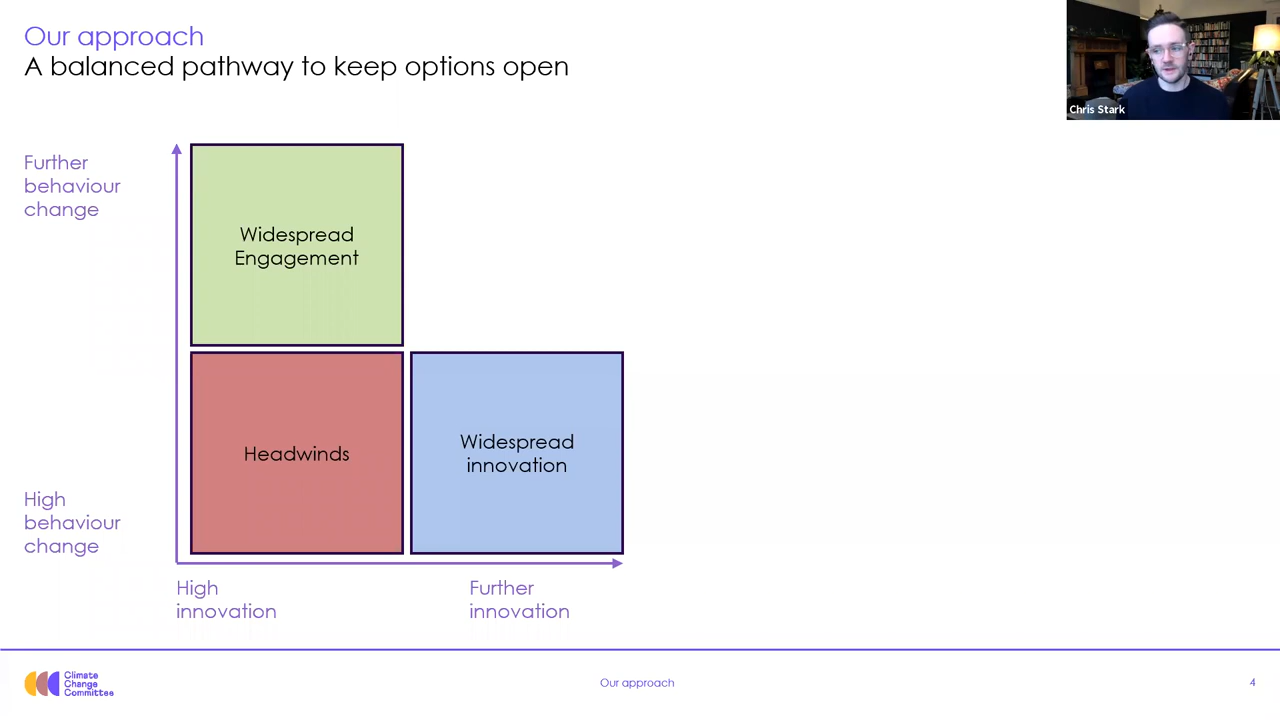 Our approach
A balanced pathway to keep options open
Chris Stark
Further
behaviour
change
Widespread
Engagement
Headwinds
Widespread
innovation
High
behaviour
change
High
innovation
Further
innovation
Climate
Change
Committee
Our approach
4